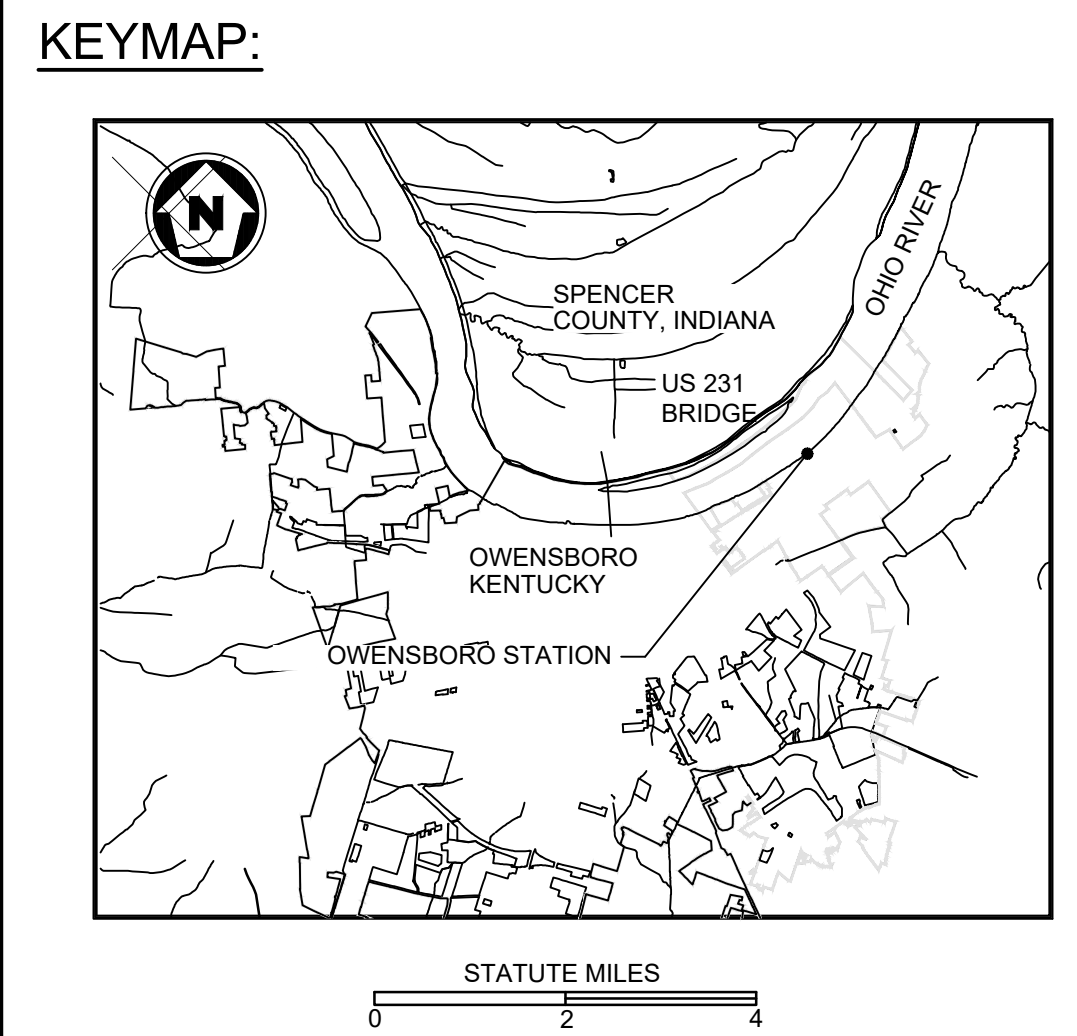 KEYMAP:
N
OHIO RIVER
SPENCER
COUNTY, INDIANA
US 231
BRIDGE
OWENSBORO
KENTUCKY
OWENSBORO STATION
STATUTE MILES
0 2 4